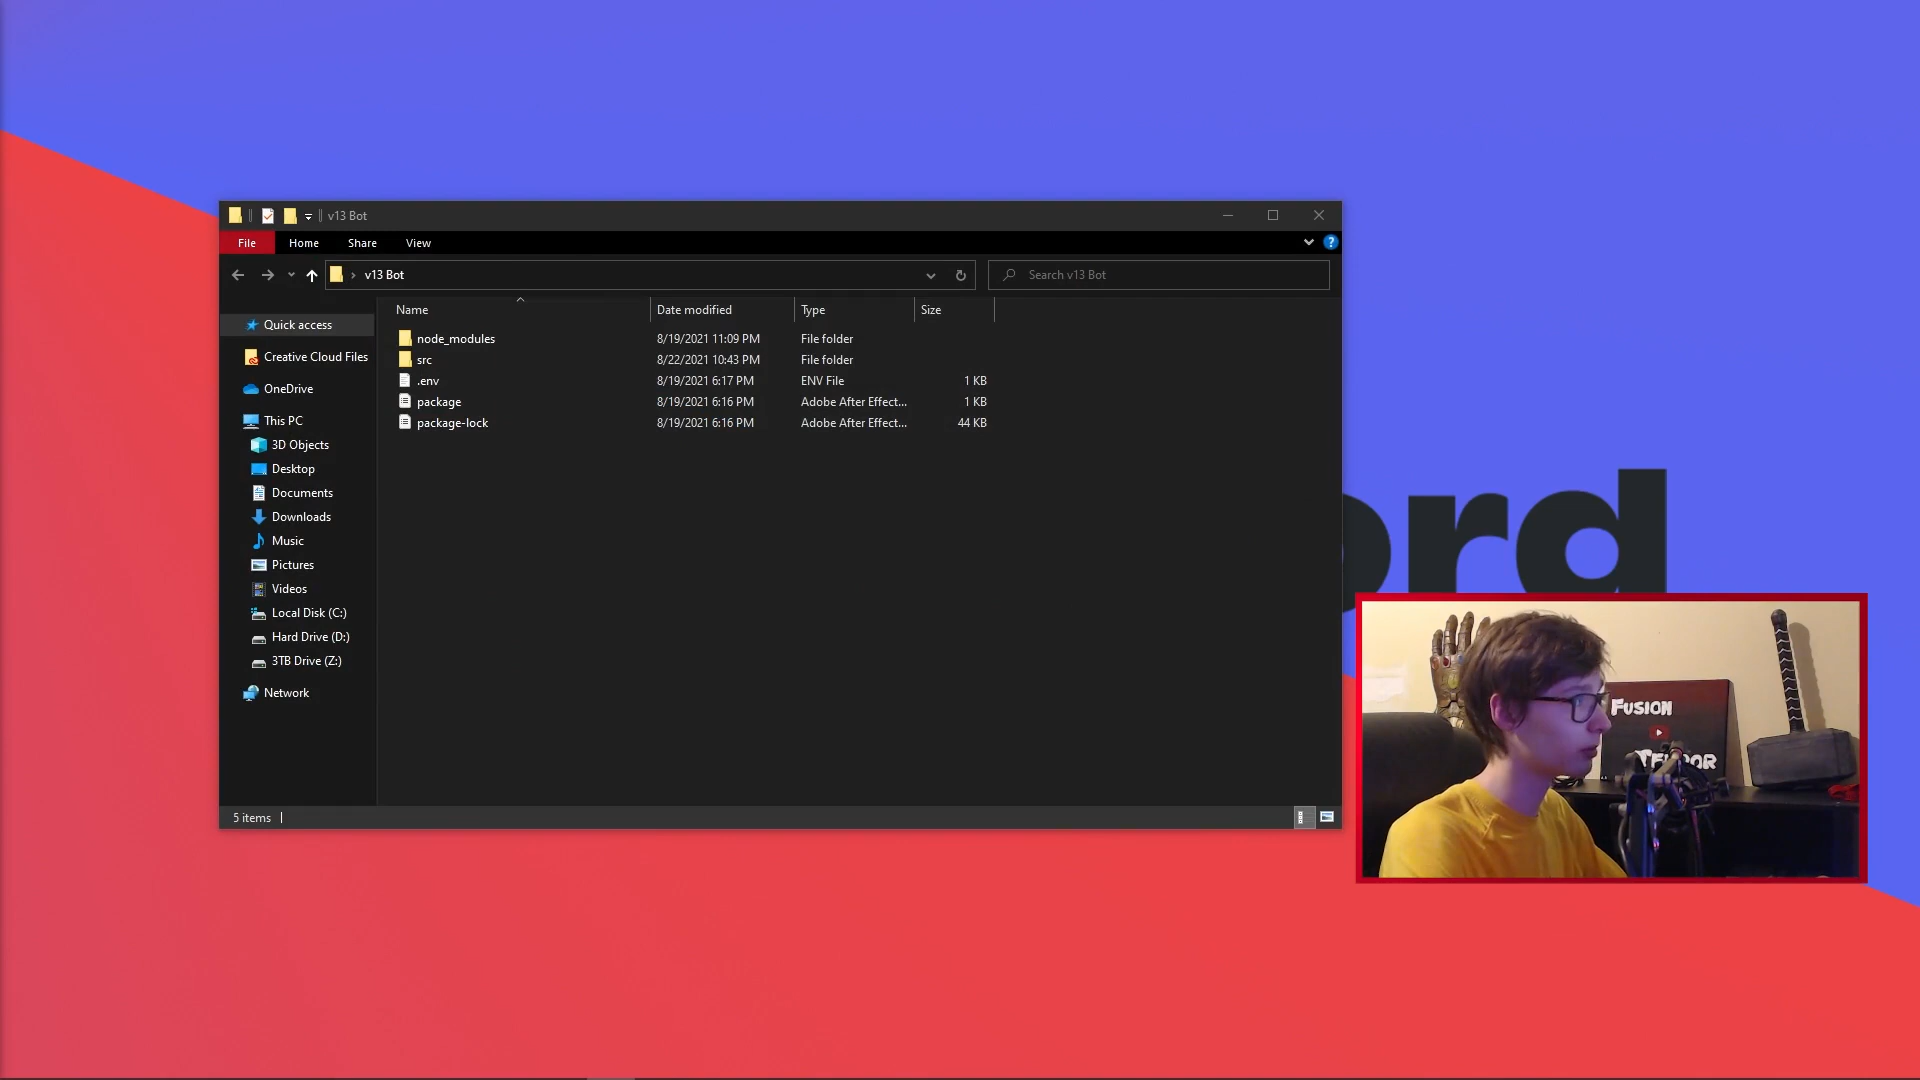 v13 Bot
File Home Share View ?
v13 Bot Search v13 Bot
Name Date modified Type Size
Quick access
Creative Cloud Files
OneDrive
This PC
3D Objects
Desktop
Documents
Downloads
Music
Pictures
Videos
Local Disk (C:)
Hard Drive (D:)
3TB Drive (Z:)
Network
node_modules 8/19/2021 11:09 PM File folder
src 8/22/2021 10:43 PM File folder
.env 8/19/2021 6:17 PM ENV File 1 KB
package 8/19/2021 6:16 PM Adobe After Effect... 1 KB
package-lock 8/19/2021 6:16 PM Adobe After Effect... 44 KB
5 items
ord
FUSION